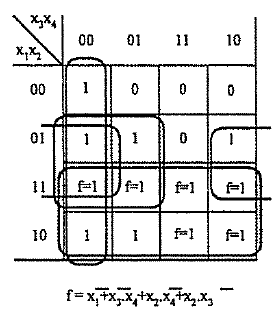 x₃x₄
x₁x₂
00 01 11 10
00 1 0 0 0
01 1 1 0 1
11 f=1 f=1 f=1 f=1
10 1 1 f=1 f=1
f = x₁+x̅₃.x̅₄+x₂.x̅₄+x₂.x̅₃